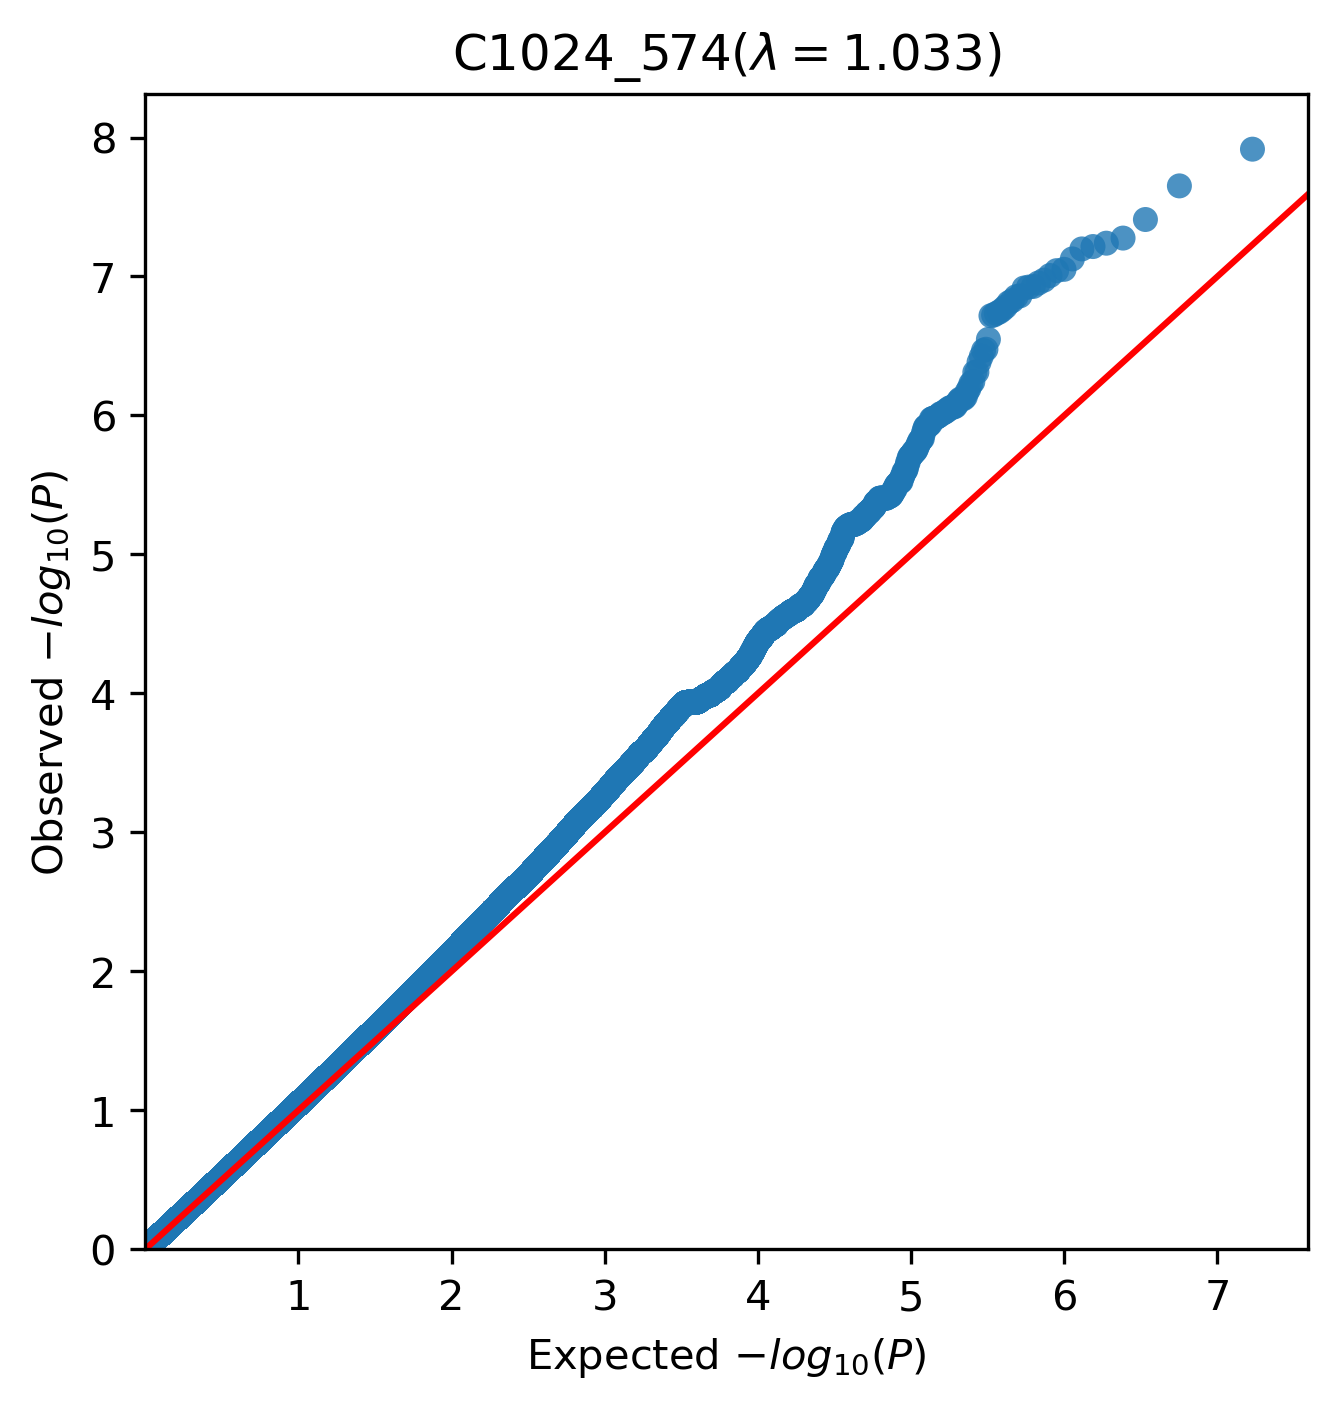 C1024_574(λ = 1.033)
Observed −log₁₀(P)
8
7
6
5
4
3
2
1
0
1 2 3 4 5 6 7
Expected −log₁₀(P)